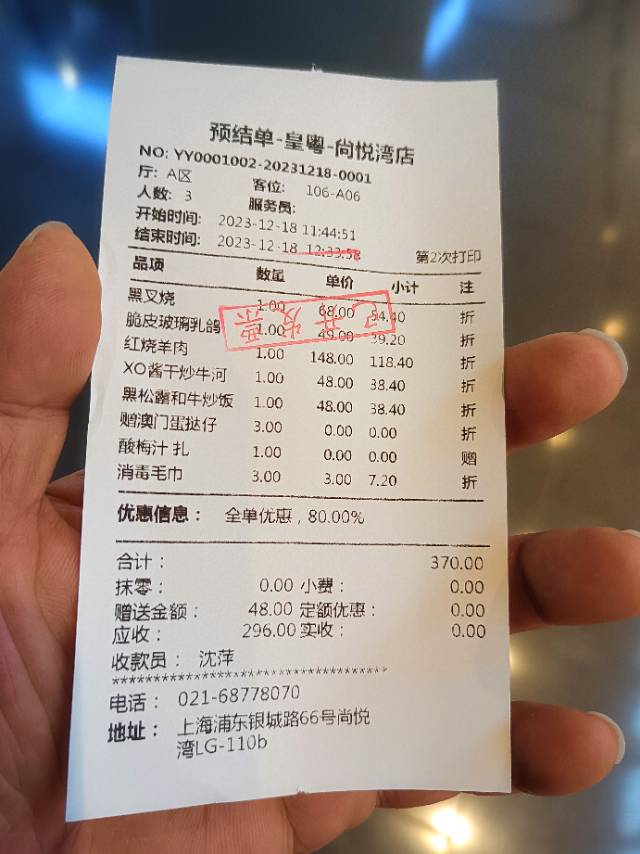 预结单-皇粤-尚悦湾店
NO: YY0001002-20231218-0001
厅: A区 客位: 106-A06
人数: 3 服务员:
开始时间: 2023-12-18 11:44:51
结束时间: 2023-12-18 12:33:58 第2次打印
品项 数量 单价 小计 注
黑叉烧 1.00 68.00 54.40 折
脆皮玻璃乳鸽 1.00 49.00 39.20 折
已开发票
红烧羊肉 1.00 148.00 118.40 折
XO酱干炒牛河 1.00 48.00 38.40 折
黑松露和牛炒饭 1.00 48.00 38.40 折
赠澳门蛋挞仔 3.00 0.00 0.00 折
酸梅汁 扎 1.00 0.00 0.00 赠
消毒毛巾 3.00 3.00 7.20 折
优惠信息: 全单优惠,80.00%
合计: 370.00
抹零: 0.00 小费: 0.00
赠送金额: 48.00 定额优惠: 0.00
应收: 296.00 实收: 0.00
收款员: 沈萍
************************************
电话: 021-68778070
地址: 上海浦东银城路66号尚悦
湾LG-110b